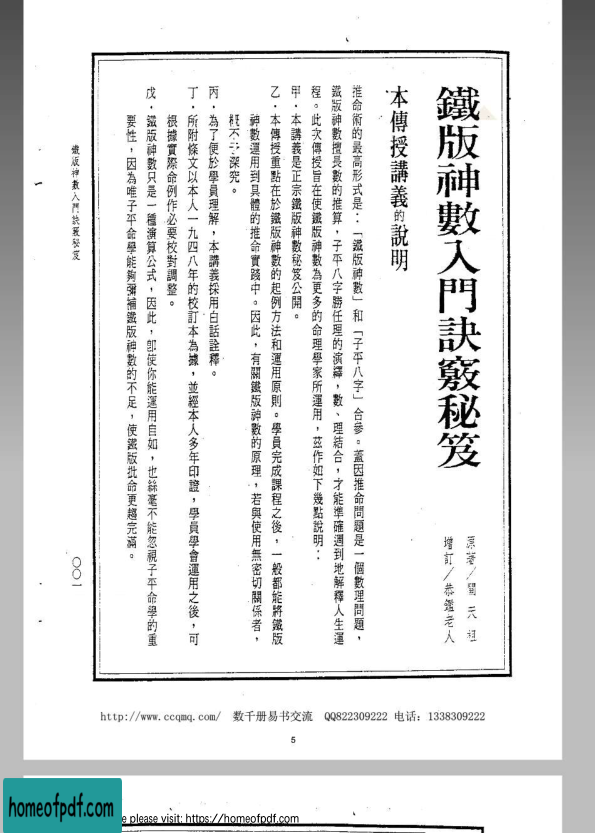 鐵版神數入門訣竅秘笈
原著／閻天祖
增訂／恭鑑老人
本傳授講義的說明
推命術的最高形式是：「鐵版神數」和「子平八字」合參。蓋因推命問題是一個數理問題，
鐵版神數擅長數的推算，子平八字勝任理的演繹，數、理結合，才能準確週到地解釋人生運
程。此次傳授旨在使鐵版神數為更多的命理學家所運用，茲作如下幾點說明：
甲．本講義是正宗鐵版神數秘笈公開。
乙．本傳授重點在於鐵版神數的起例方法和運用原則。學員完成課程之後，一般都能將鐵版
神數運用到具體的推命實踐中。因此，有關鐵版神數的原理，若與使用無密切關係者，
概不予深究。
丙．為了便於學員理解，本講義採用白話詮釋。
丁．所附條文以本人一九四八年的校訂本為據，並經本人多年印證，學員學會運用之後，可
根據實際命例作必要校對調整。
戊．鐵版神數只是一種演算公式，因此，卽使你能運用自如，也絲毫不能忽視子平命學的重
要性，因為唯子平命學能夠彌補鐵版神數的不足，使鐵版批命更趨完滿。
鐵版神數入門訣竅秘笈
〇〇一
http://www.ccqmq.com/ 数千册易书交流 QQ822309222 电话：1338309222
5
homeofpdf.com
please visit: https://homeofpdf.com